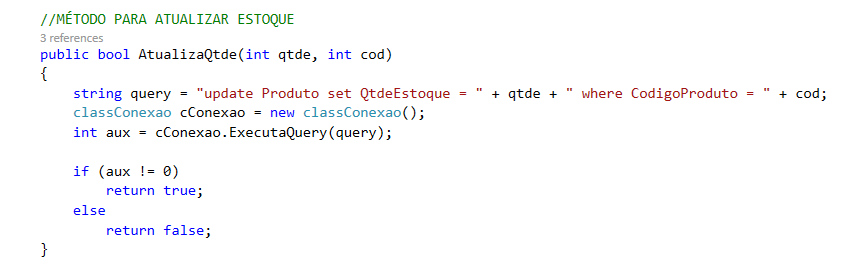 //MÉTODO PARA ATUALIZAR ESTOQUE
3 references
public bool AtualizaQtde(int qtde, int cod)
{
    string query = "update Produto set QtdeEstoque = " + qtde + " where CodigoProduto = " + cod;
    classConexao cConexao = new classConexao();
    int aux = cConexao.ExecutaQuery(query);

    if (aux != 0)
        return true;
    else
        return false;
}